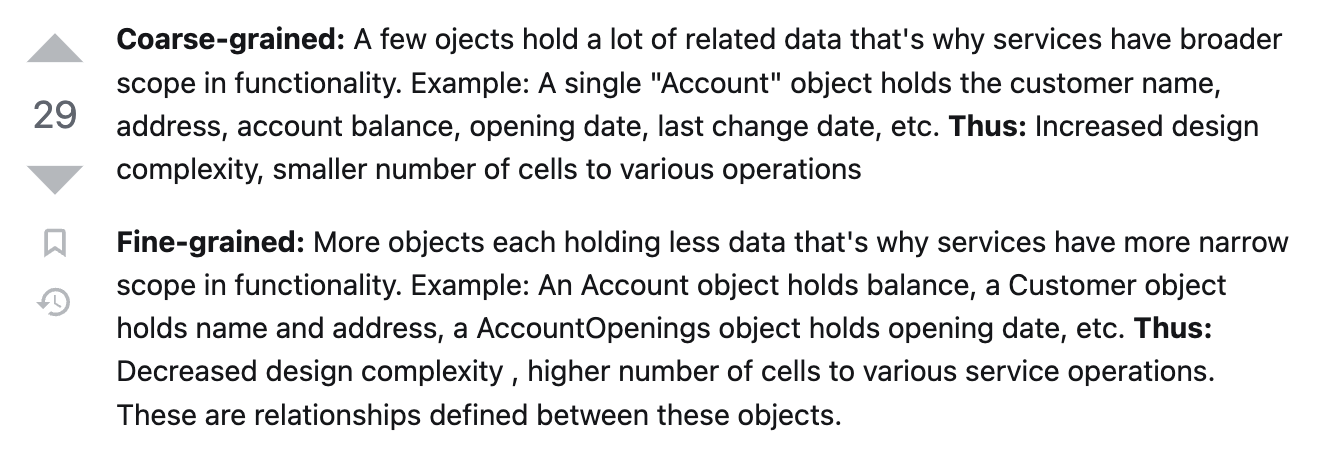 Coarse-grained: A few ojects hold a lot of related data that's why services have broader
scope in functionality. Example: A single "Account" object holds the customer name,
29
address, account balance, opening date, last change date, etc. Thus: Increased design
complexity, smaller number of cells to various operations
Fine-grained: More objects each holding less data that's why services have more narrow
scope in functionality. Example: An Account object holds balance, a Customer object
holds name and address, a AccountOpenings object holds opening date, etc. Thus:
Decreased design complexity , higher number of cells to various service operations.
These are relationships defined between these objects.